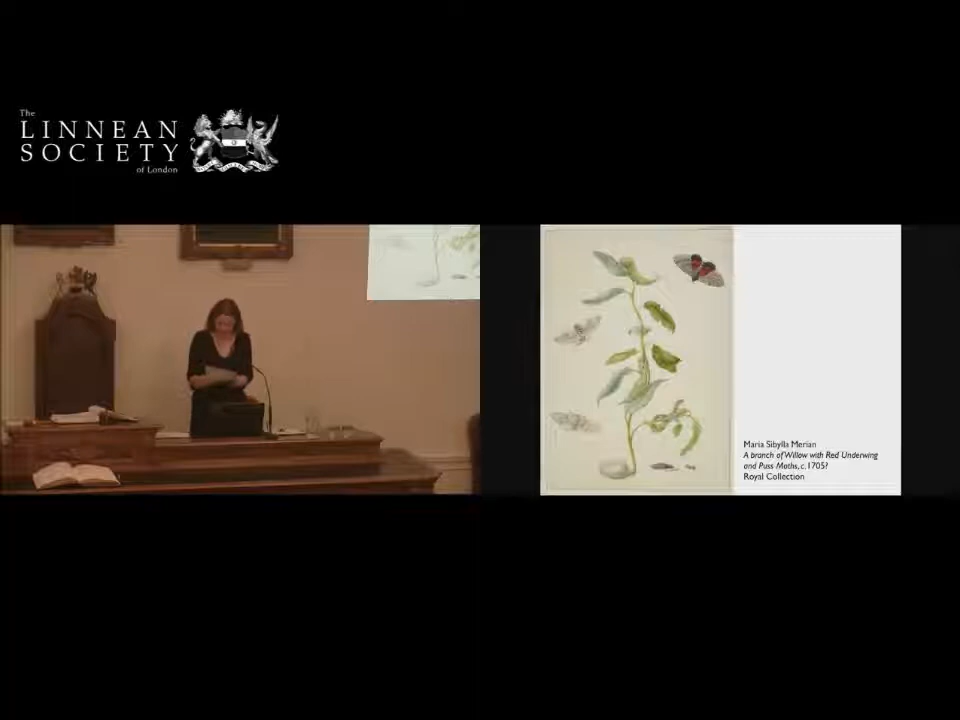 The
LINNEAN
SOCIETY
of London
Maria Sibylla Merian
A branch of Willow with Red Underwing
and Puss Moths, c.1705?
Royal Collection